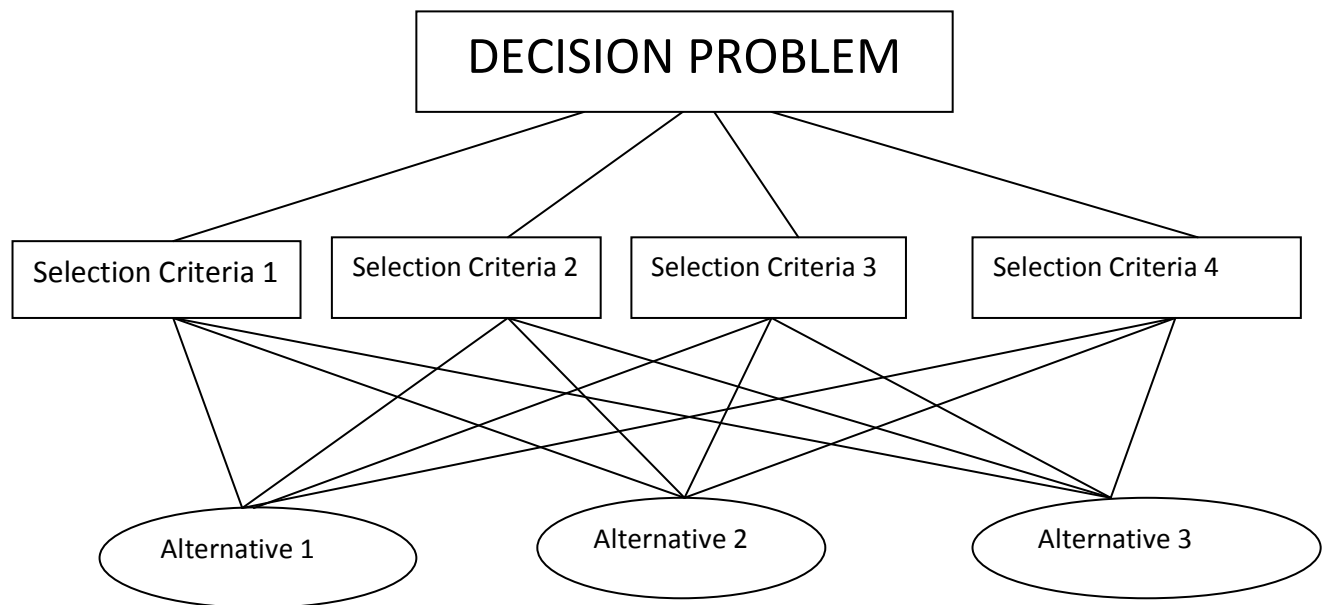 DECISION PROBLEM
Selection Criteria 1
Selection Criteria 2
Selection Criteria 3
Selection Criteria 4
Alternative 1
Alternative 2
Alternative 3